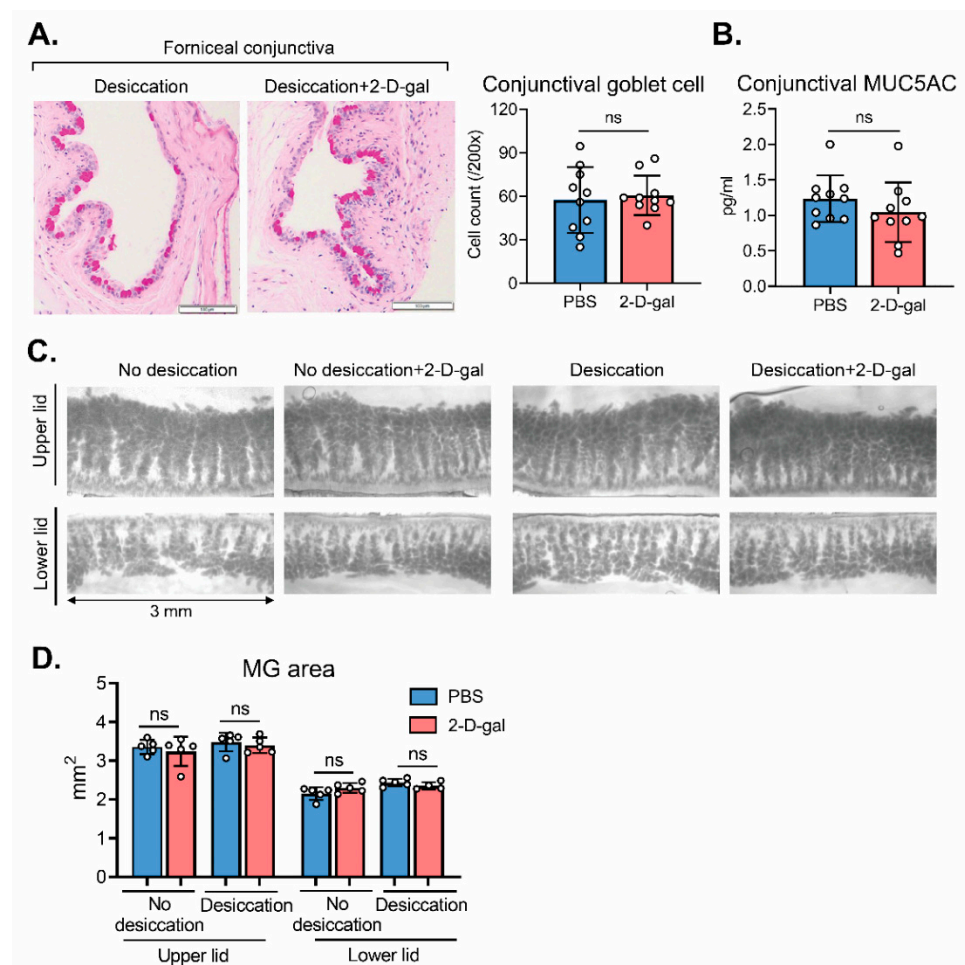 A.
Forniceal conjunctiva
Desiccation
Desiccation+2-D-gal
Conjunctival goblet cell
Cell count (/200x)
120
90
60
30
0
ns
PBS
2-D-gal
B.
Conjunctival MUC5AC
pg/ml
2.5
2.0
1.5
1.0
0.5
0.0
ns
PBS
2-D-gal
C.
No desiccation
No desiccation+2-D-gal
Desiccation
Desiccation+2-D-gal
Upper lid
Lower lid
3 mm
D.
MG area
mm²
5
4
3
2
1
0
ns
ns
ns
ns
PBS
2-D-gal
No
desiccation
Desiccation
No
desiccation
Desiccation
Upper lid
Lower lid